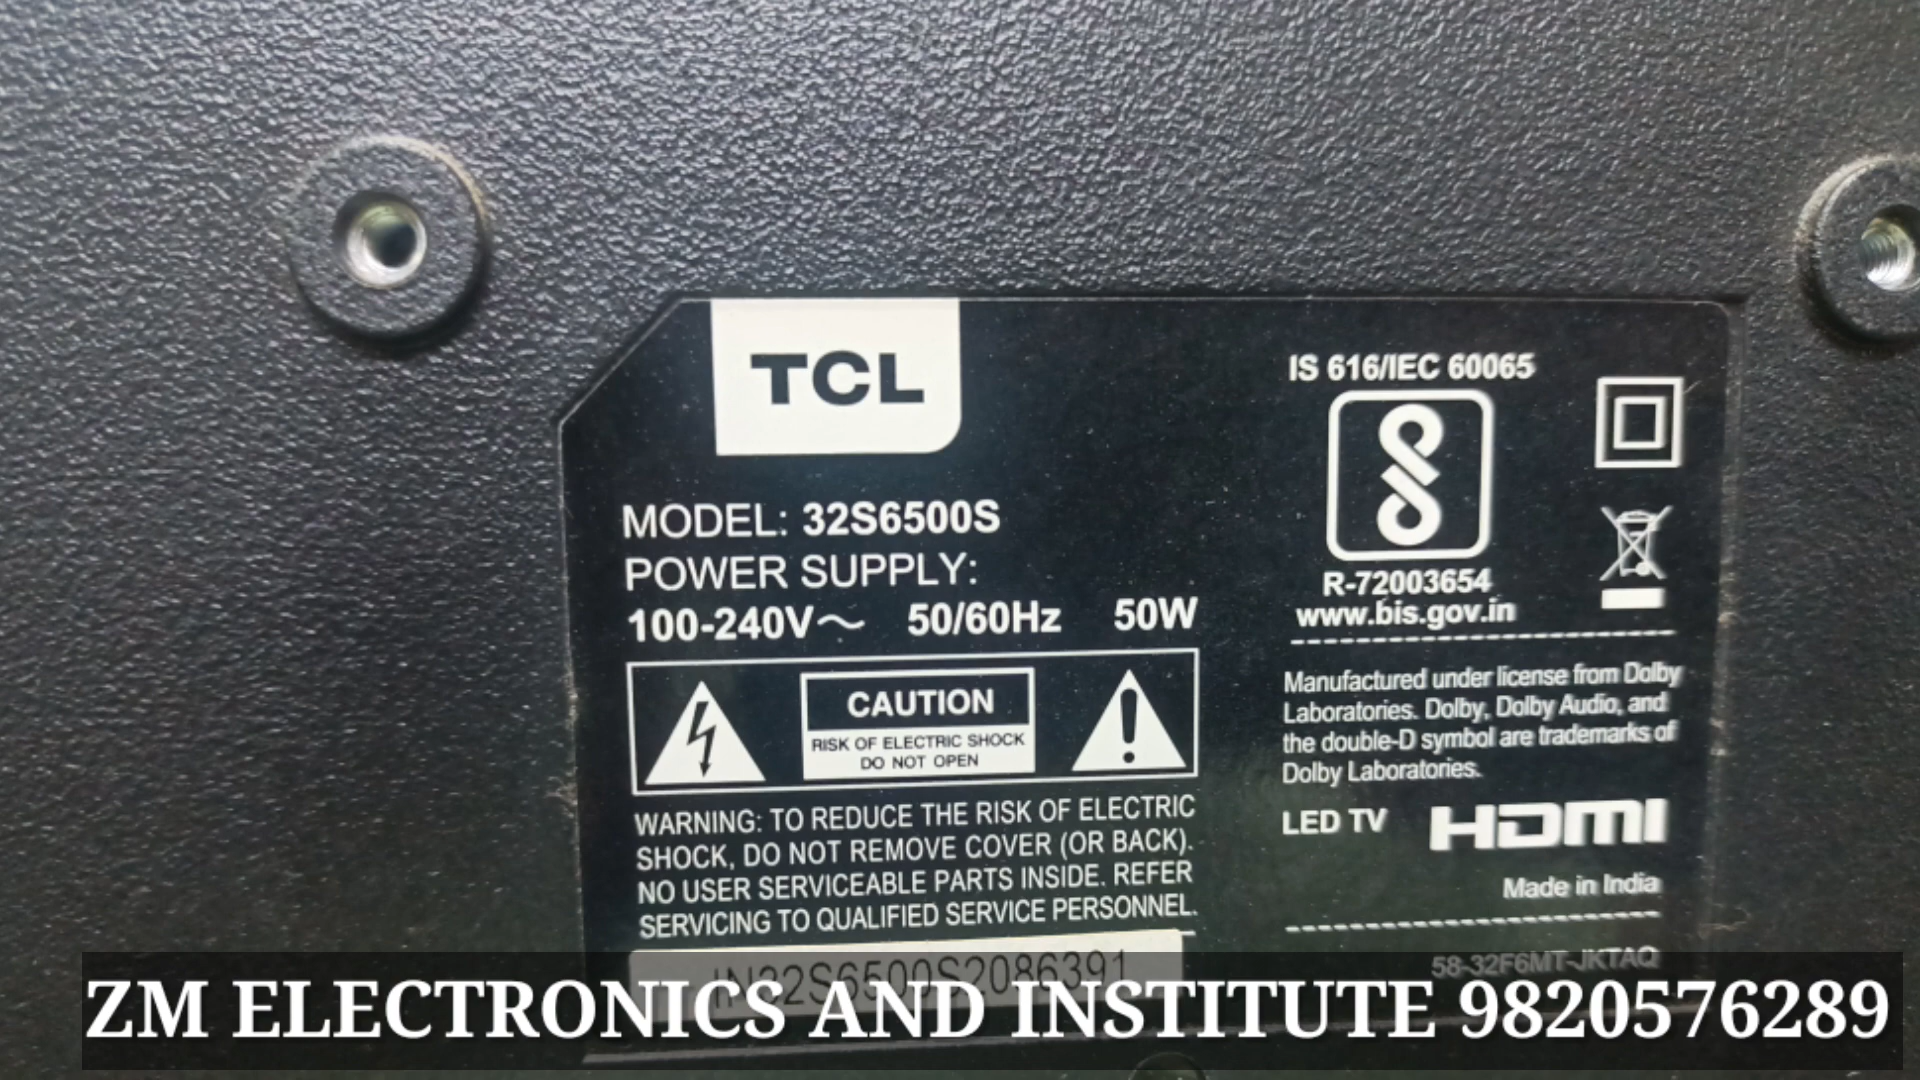 TCL
MODEL: 32S6500S
POWER SUPPLY:
100-240V～ 50/60Hz 50W
CAUTION
RISK OF ELECTRIC SHOCK
DO NOT OPEN
WARNING: TO REDUCE THE RISK OF ELECTRIC
SHOCK, DO NOT REMOVE COVER (OR BACK).
NO USER SERVICEABLE PARTS INSIDE. REFER
SERVICING TO QUALIFIED SERVICE PERSONNEL.
IN32S6500S2086391
IS 616/IEC 60065
R-72003654
www.bis.gov.in
Manufactured under license from Dolby
Laboratories. Dolby, Dolby Audio, and
the double-D symbol are trademarks of
Dolby Laboratories.
LED TV HDMI
Made in India
58-32F6MT-JKTAQ
ZM ELECTRONICS AND INSTITUTE 9820576289